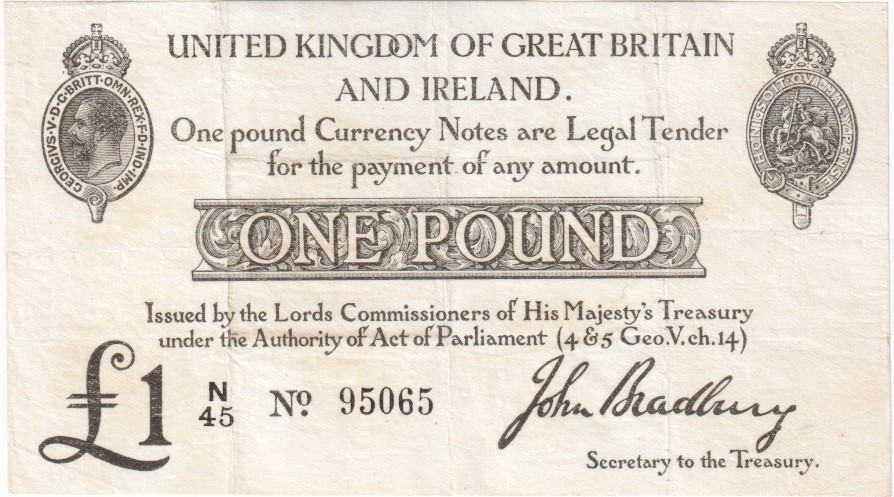 UNITED KINGDOM OF GREAT BRITAIN
AND IRELAND.
GEORGIVS·V·D·G·BRITT·OMN·REX·F·D·IND·IMP.
HONI·SOIT·QUI·MAL·Y·PENSE
One pound Currency Notes are Legal Tender
for the payment of any amount.
ONE POUND
Issued by the Lords Commissioners of His Majesty's Treasury
under the Authority of Act of Parliament (4 & 5 Geo.V.ch.14)
£1 N/45 No. 95065
John Bradbury
Secretary to the Treasury.